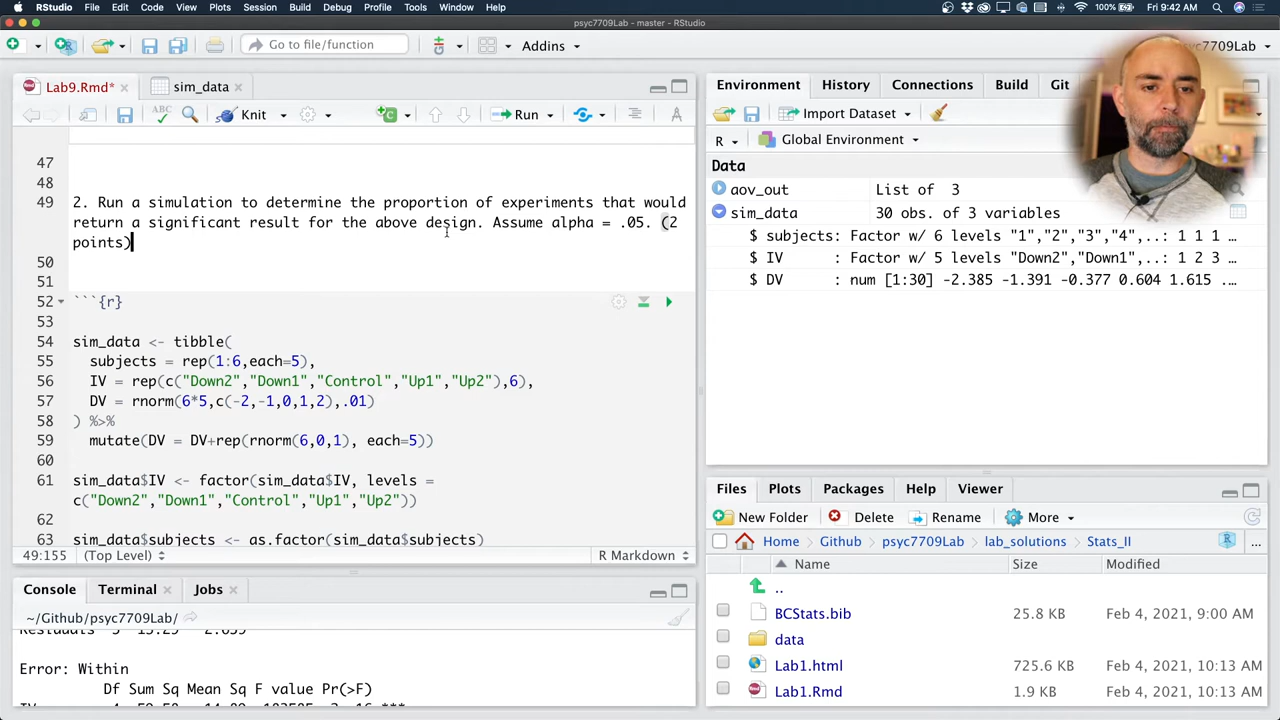 RStudio File Edit Code View Plots Session Build Debug Profile Tools Window Help 100% Fri 9:42 AM
psyc7709Lab - master - RStudio
Go to file/function Addins psyc7709Lab
Lab9.Rmd* sim_data
ABC Knit Run
47
48
49 2. Run a simulation to determine the proportion of experiments that would
return a significant result for the above design. Assume alpha = .05. (2
points)
50
51
52 ```{r}
53
54 sim_data <- tibble(
55 subjects = rep(1:6,each=5),
56 IV = rep(c("Down2","Down1","Control","Up1","Up2"),6),
57 DV = rnorm(6*5,c(-2,-1,0,1,2),.01)
58 ) %>%
59 mutate(DV = DV+rep(rnorm(6,0,1), each=5))
60
61 sim_data$IV <- factor(sim_data$IV, levels =
c("Down2","Down1","Control","Up1","Up2"))
62
63 sim_data$subjects <- as.factor(sim_data$subjects)
49:155 (Top Level) R Markdown
Console Terminal Jobs
~/Github/psyc7709Lab/
Error: Within
Df Sum Sq Mean Sq F value Pr(>F)
Environment History Connections Build Git
Import Dataset
R Global Environment
Data
aov_out List of 3
sim_data 30 obs. of 3 variables
$ subjects: Factor w/ 6 levels "1","2","3","4",..: 1 1 1 …
$ IV : Factor w/ 5 levels "Down2","Down1",..: 1 2 3 …
$ DV : num [1:30] -2.385 -1.391 -0.377 0.604 1.615 ...
Files Plots Packages Help Viewer
New Folder Delete Rename More
Home Github psyc7709Lab lab_solutions Stats_II ...
Name Size Modified
..
BCStats.bib 25.8 KB Feb 4, 2021, 9:00 AM
data
Lab1.html 725.6 KB Feb 4, 2021, 10:13 AM
Lab1.Rmd 1.9 KB Feb 4, 2021, 10:13 AM